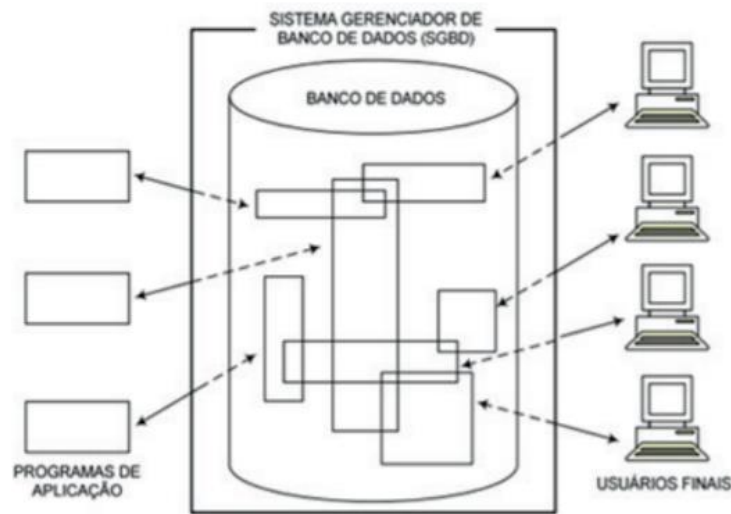 SISTEMA GERENCIADOR DE
BANCO DE DADOS (SGBD)
BANCO DE DADOS
PROGRAMAS DE
APLICAÇÃO
USUÁRIOS FINAIS